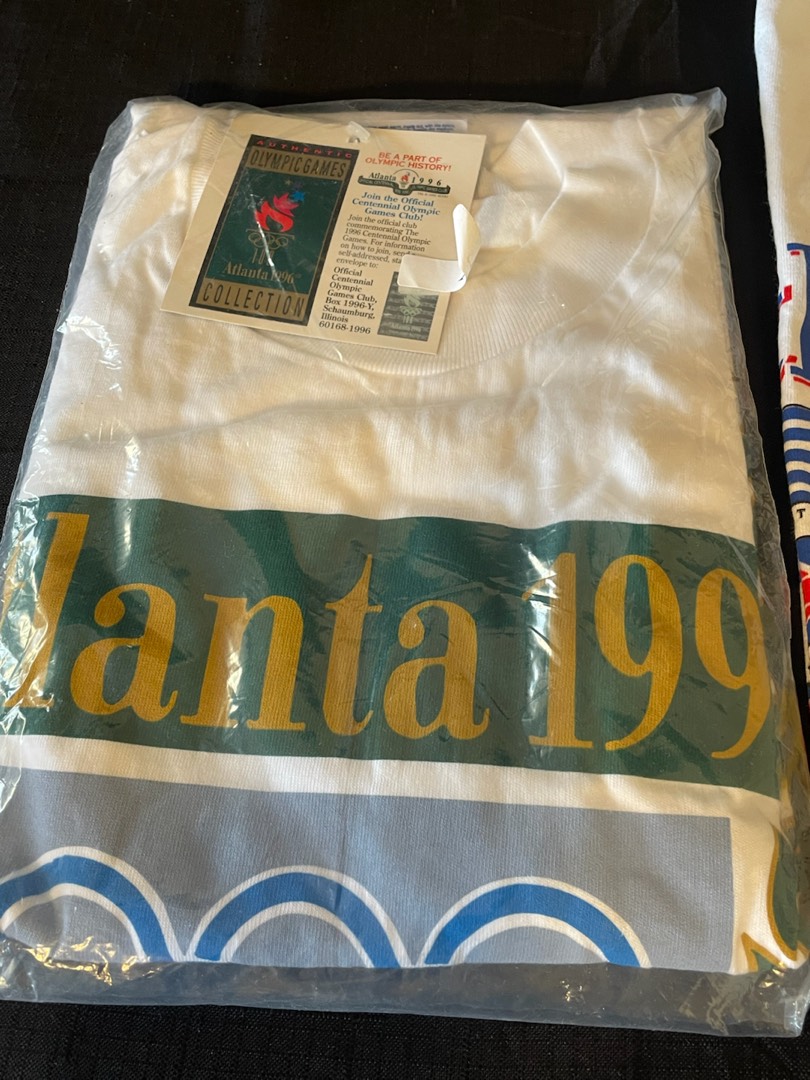 AUTHENTIC
OLYMPIC GAMES
Atlanta 1996
COLLECTION
BE A PART OF
OLYMPIC HISTORY!
Atlanta 1996
Join the Official
Centennial Olympic
Games Club!
Join the official club
commemorating The
1996 Centennial Olympic
Games. For information
on how to join, send
self-addressed,
envelope to:
Official
Centennial
Olympic
Games Club,
Box 1996-Y,
Schaumburg,
Illinois
60168-1996
lanta 199
T